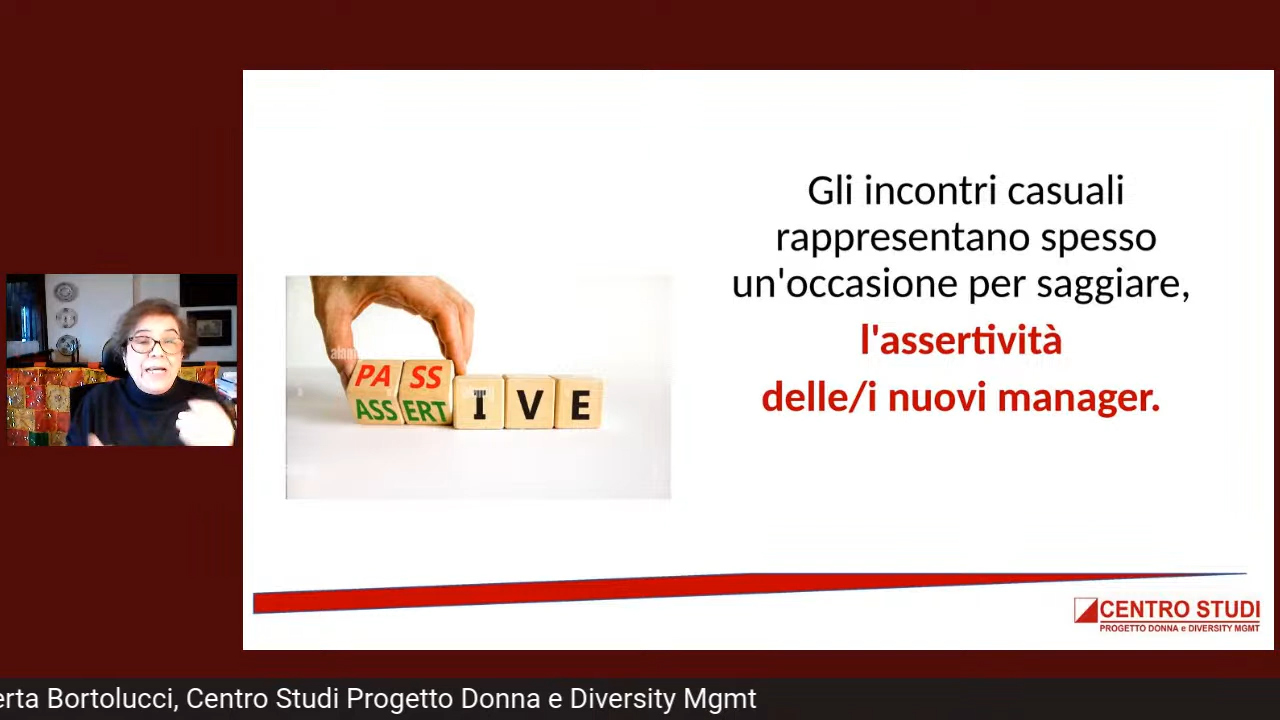 Gli incontri casuali
rappresentano spesso
un'occasione per saggiare,
l'assertività
delle/i nuovi manager.
PA SS
ASS ERT I V E
CENTRO STUDI
PROGETTO DONNA e DIVERSITY MGMT
erta Bortolucci, Centro Studi Progetto Donna e Diversity Mgmt